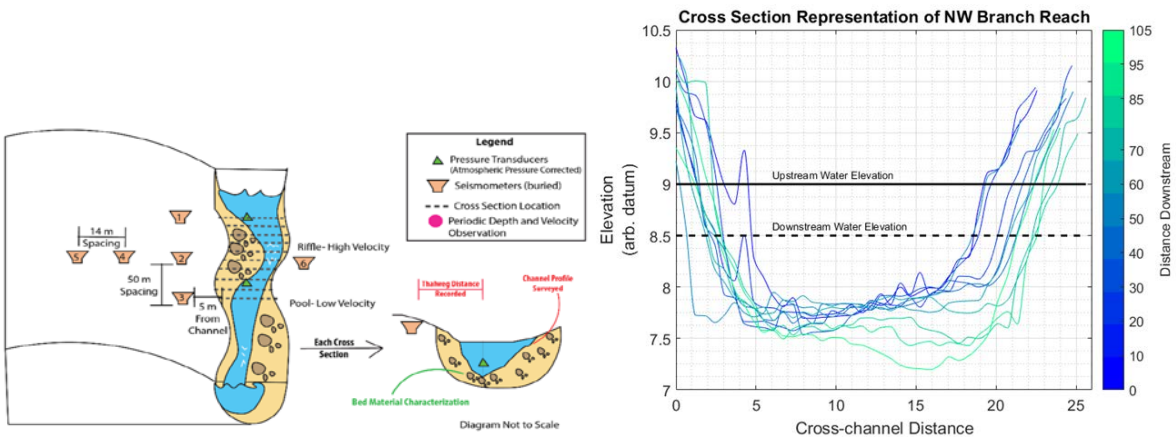 1
14 m
Spacing
5
4
2
50 m
Spacing
3
5 m
From
Channel
6
Riffle- High Velocity
Pool- Low Velocity
Legend
Pressure Transducers
(Atmospheric Pressure Corrected)
Seismometers (buried)
Cross Section Location
Periodic Depth and Velocity
Observation
Each Cross
Section
Thalweg Distance
Recorded
Channel Profile
Surveyed
Bed Material Characterization
Diagram Not to Scale
Cross Section Representation of NW Branch Reach
Elevation
(arb. datum)
10.5
10
9.5
9
8.5
8
7.5
7
Upstream Water Elevation
Downstream Water Elevation
0
5
10
15
20
25
Cross-channel Distance
105
95
85
70
60
50
40
30
20
10
0
Distance Downstream